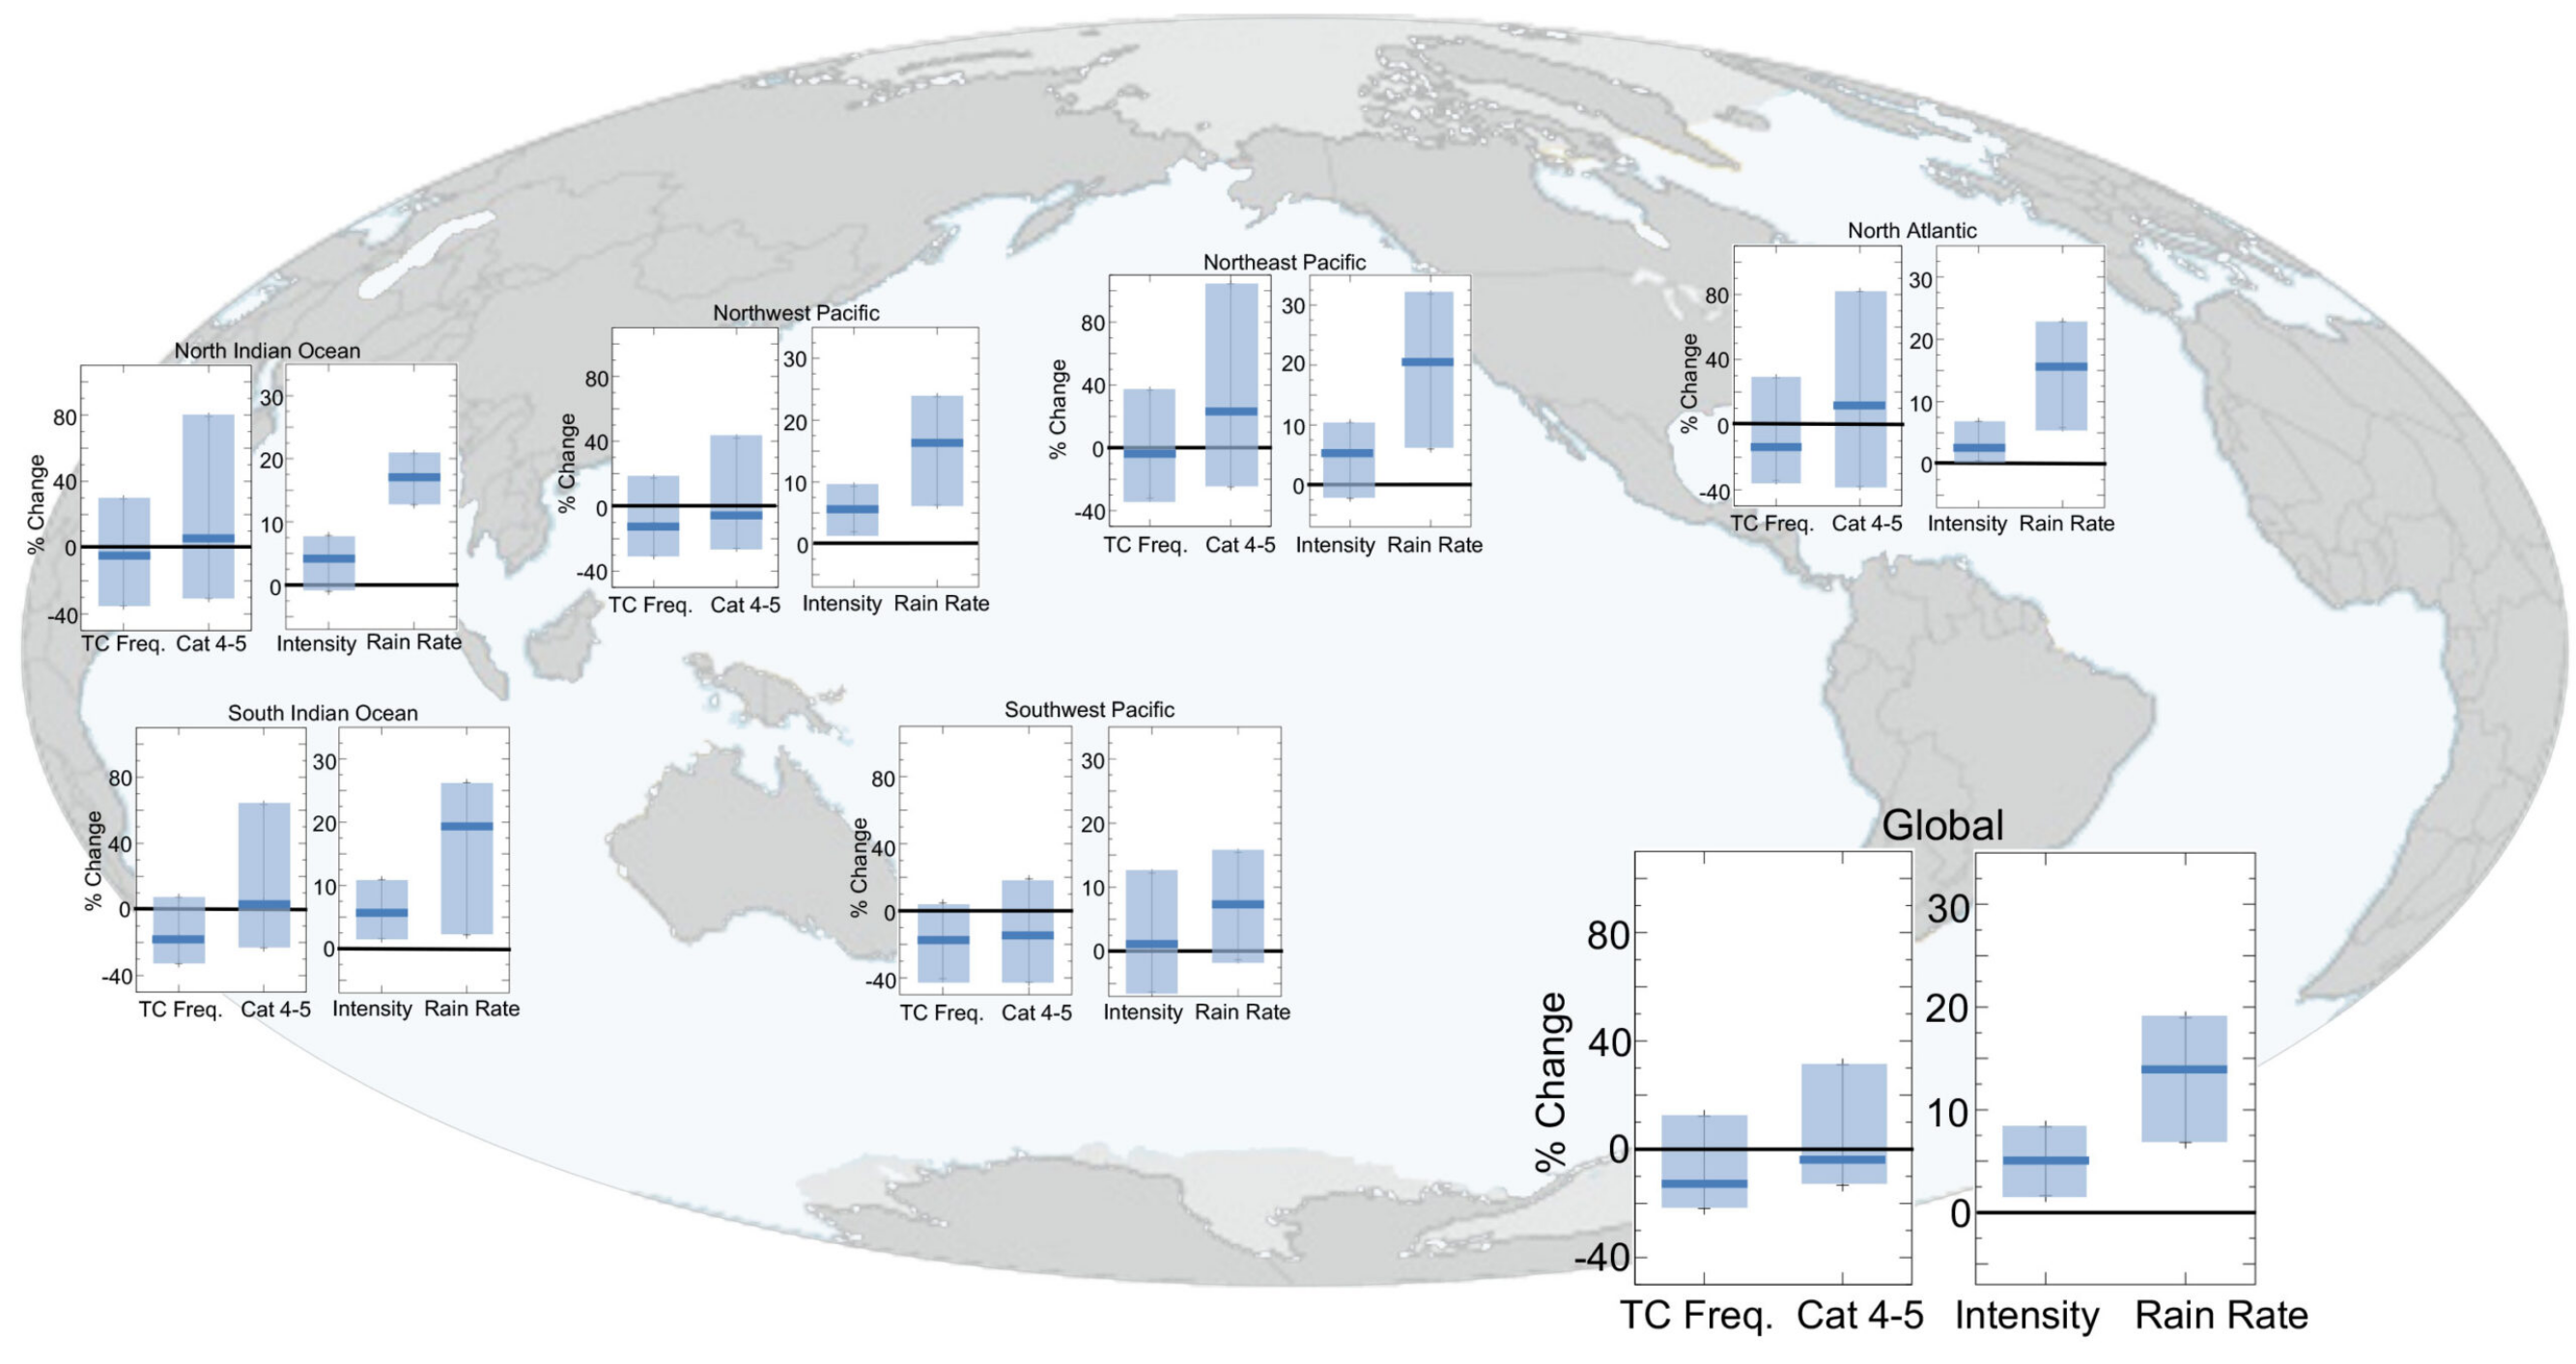 North Atlantic
% Change
80
40
0
-40
30
20
10
0
TC Freq. Cat 4-5 Intensity Rain Rate
Northeast Pacific
% Change
80
40
0
-40
30
20
10
0
TC Freq. Cat 4-5 Intensity Rain Rate
Northwest Pacific
% Change
80
40
0
-40
30
20
10
0
TC Freq. Cat 4-5 Intensity Rain Rate
North Indian Ocean
% Change
80
40
0
-40
30
20
10
0
TC Freq. Cat 4-5 Intensity Rain Rate
South Indian Ocean
% Change
80
40
0
-40
30
20
10
0
TC Freq. Cat 4-5 Intensity Rain Rate
Southwest Pacific
% Change
80
40
0
-40
30
20
10
0
TC Freq. Cat 4-5 Intensity Rain Rate
Global
% Change
80
40
0
-40
30
20
10
0
TC Freq. Cat 4-5 Intensity Rain Rate